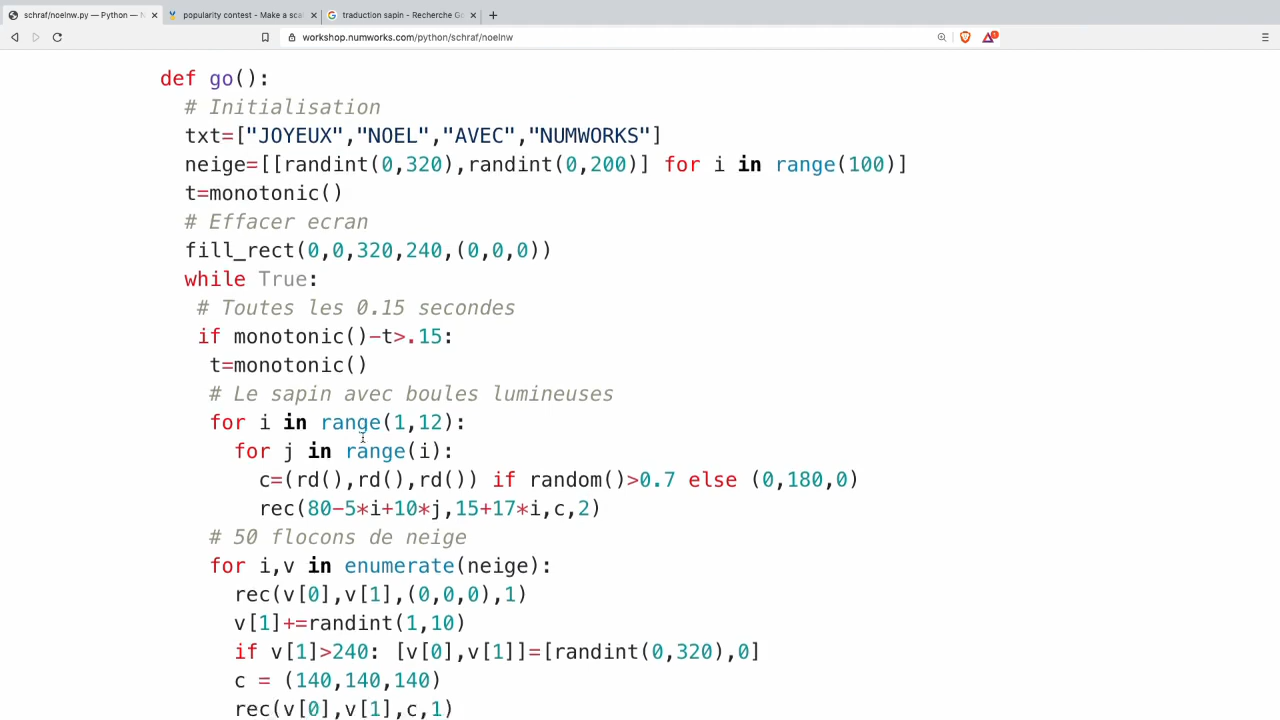 schraf/noelnw.py — Python — N
popularity contest - Make a sca
traduction sapin - Recherche Go
workshop.numworks.com/python/schraf/noelnw
def go():
# Initialisation
txt=["JOYEUX","NOEL","AVEC","NUMWORKS"]
neige=[[randint(0,320),randint(0,200)] for i in range(100)]
t=monotonic()
# Effacer ecran
fill_rect(0,0,320,240,(0,0,0))
while True:
# Toutes les 0.15 secondes
if monotonic()-t>.15:
t=monotonic()
# Le sapin avec boules lumineuses
for i in range(1,12):
for j in range(i):
c=(rd(),rd(),rd()) if random()>0.7 else (0,180,0)
rec(80-5*i+10*j,15+17*i,c,2)
# 50 flocons de neige
for i,v in enumerate(neige):
rec(v[0],v[1],(0,0,0),1)
v[1]+=randint(1,10)
if v[1]>240: [v[0],v[1]]=[randint(0,320),0]
c = (140,140,140)
rec(v[0],v[1],c,1)